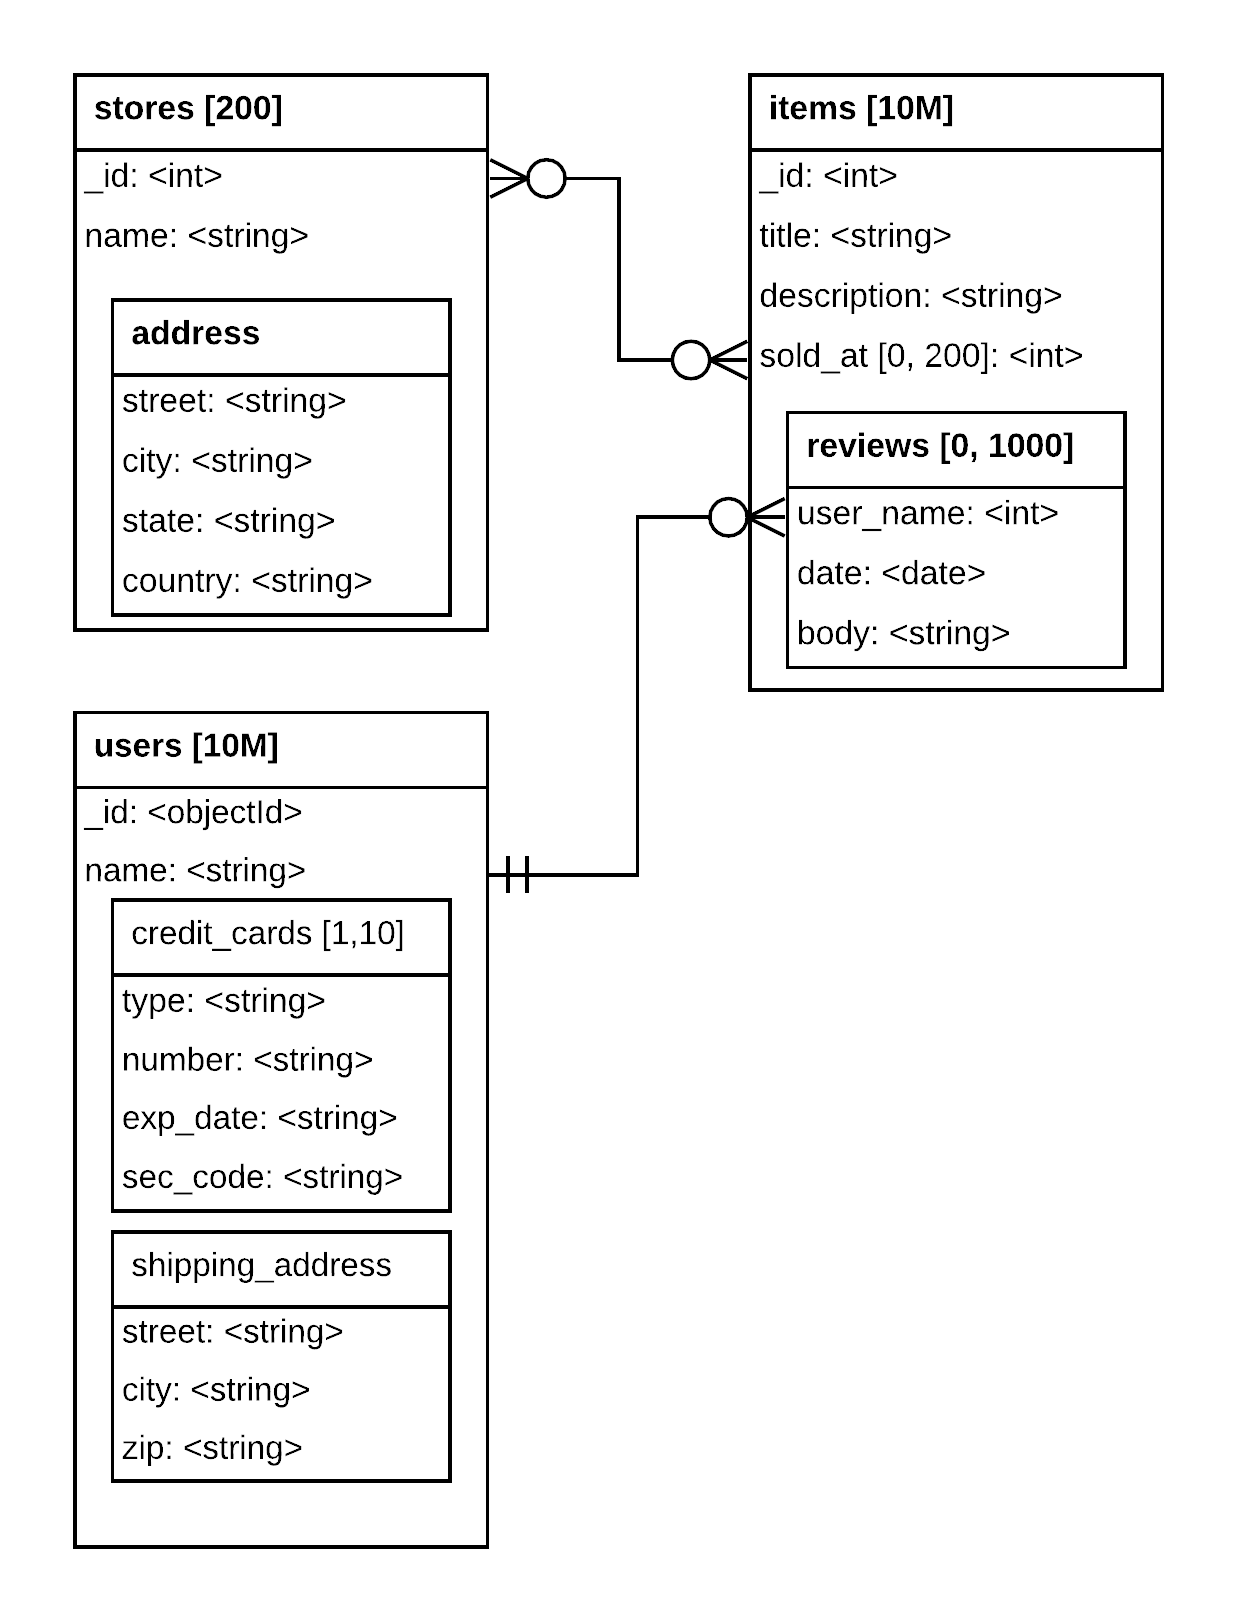 stores [200]
_id: <int>
name: <string>
address
street: <string>
city: <string>
state: <string>
country: <string>
items [10M]
_id: <int>
title: <string>
description: <string>
sold_at [0, 200]: <int>
reviews [0, 1000]
user_name: <int>
date: <date>
body: <string>
users [10M]
_id: <objectId>
name: <string>
credit_cards [1,10]
type: <string>
number: <string>
exp_date: <string>
sec_code: <string>
shipping_address
street: <string>
city: <string>
zip: <string>